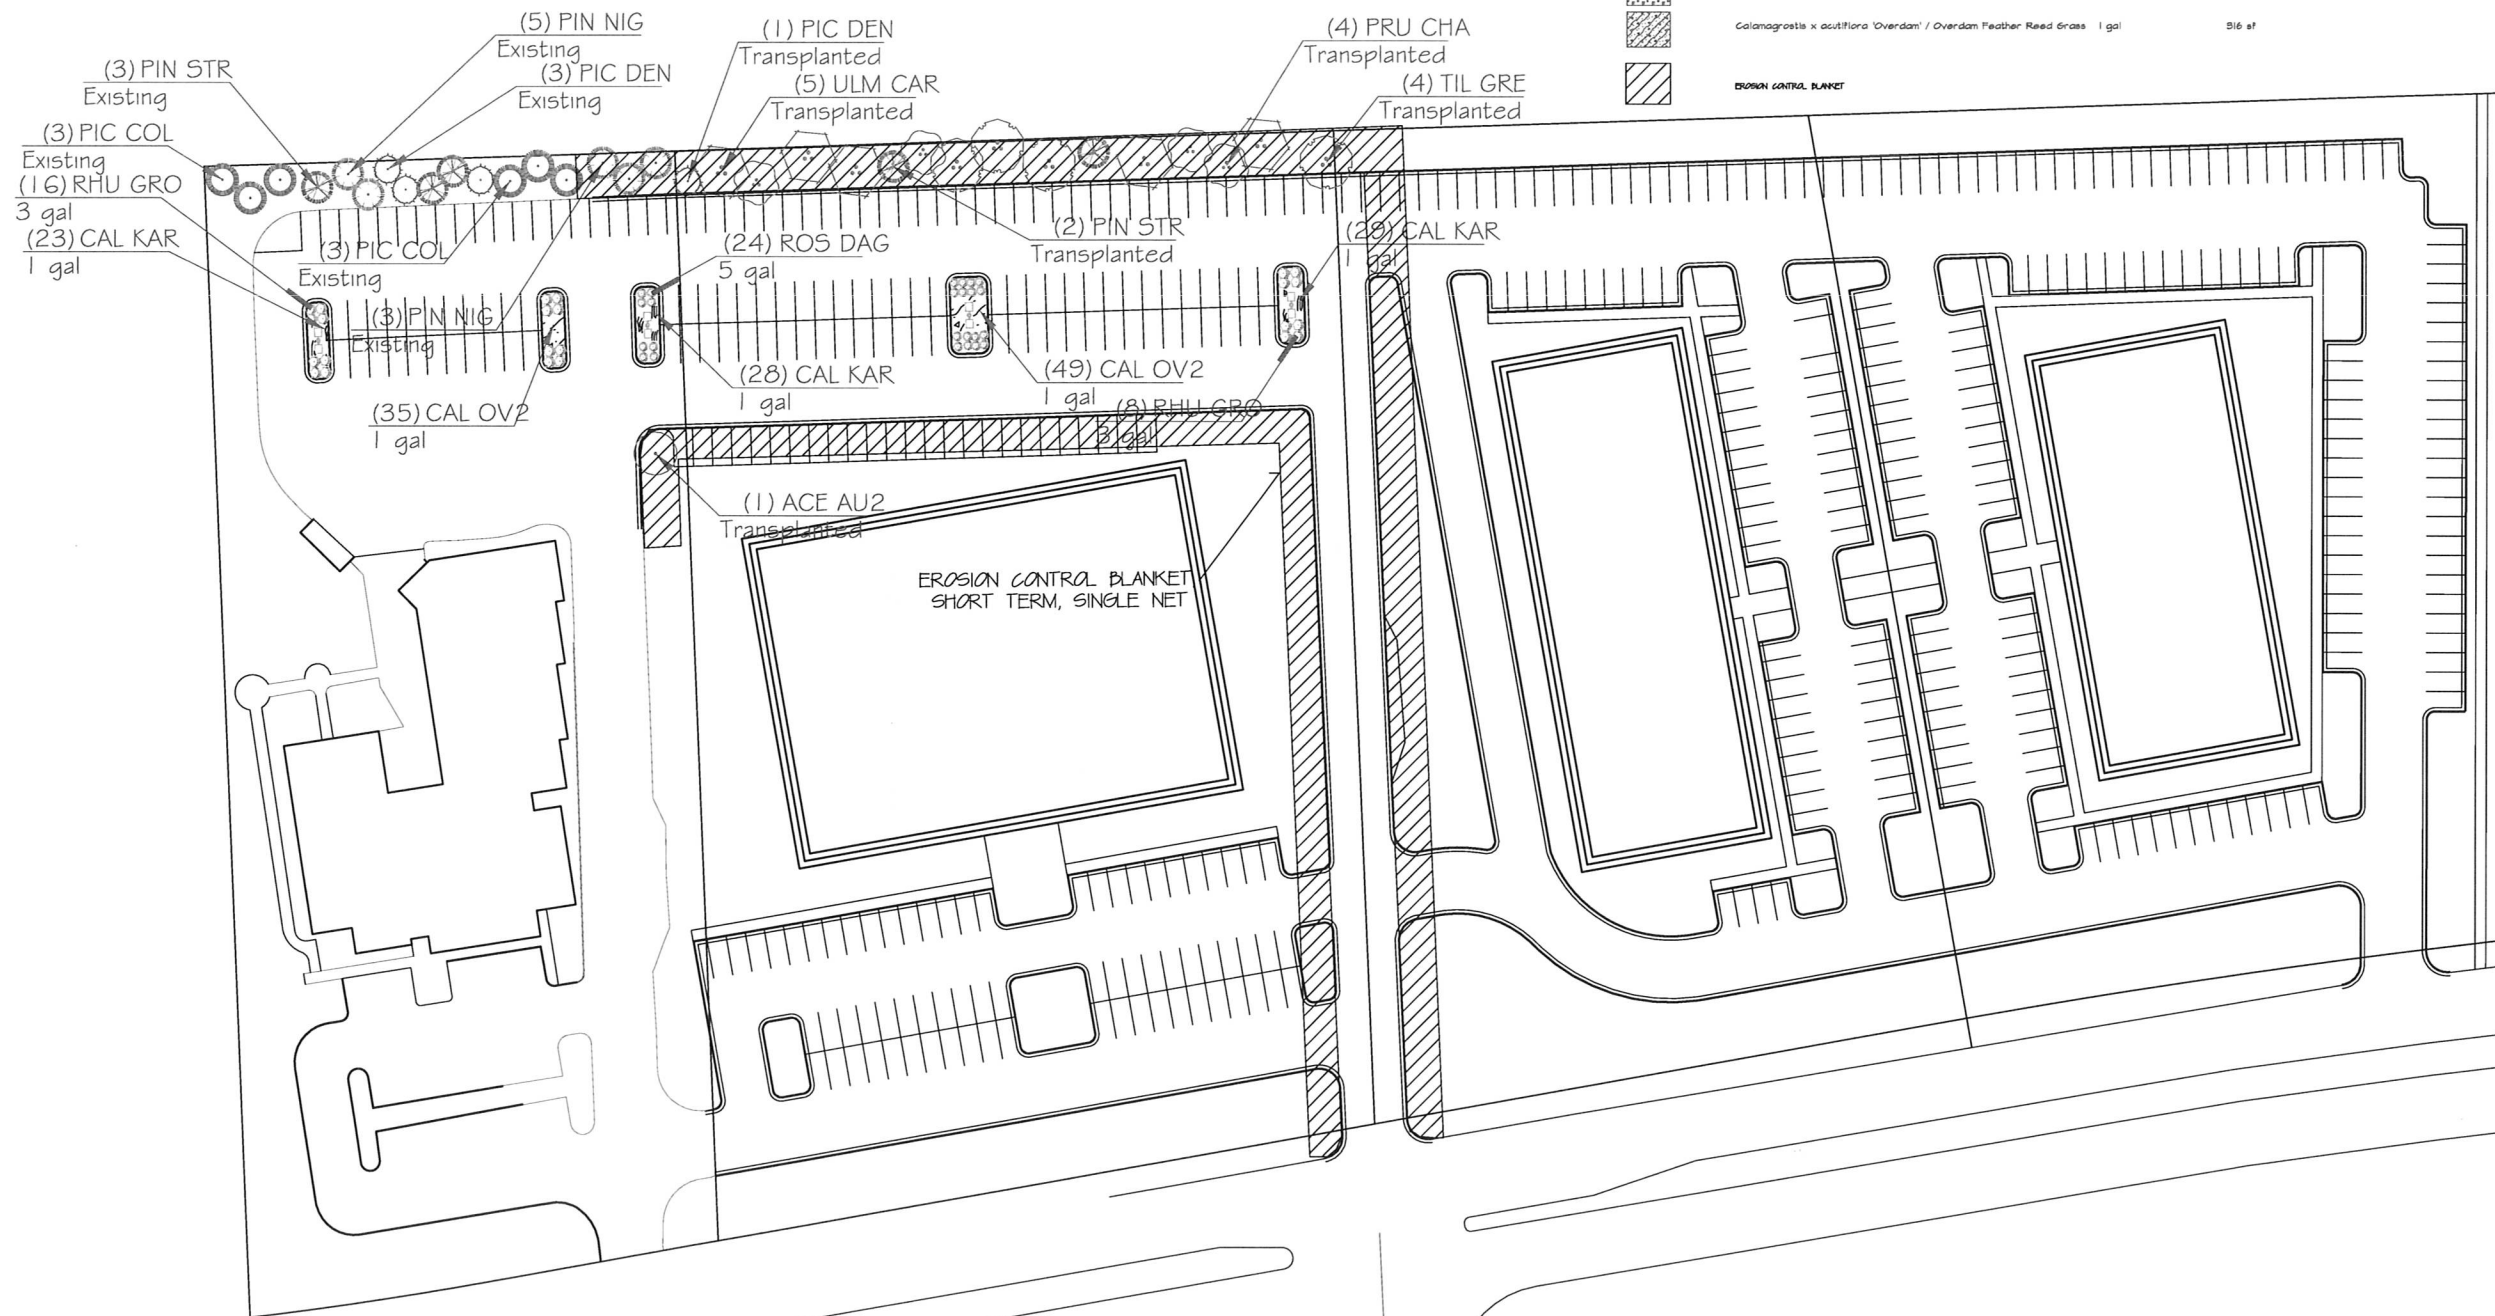 (5) PIN NIG
Existing
(1) PIC DEN
Transplanted
(4) PRU CHA
Transplanted
Calamagrostis x acutiflora 'Overdam' / Overdam Feather Reed Grass 1 gal 516 sf
(3) PIN STR
Existing
(3) PIC DEN
Existing
(5) ULM CAR
Transplanted
(4) TIL GRE
Transplanted
EROSION CONTROL BLANKET
(3) PIC COL
Existing
(16) RHU GRO
3 gal
(23) CAL KAR
1 gal
(3) PIC COL
Existing
(24) ROS DAG
5 gal
(2) PIN STR
Transplanted
(29) CAL KAR
1 gal
(3) PIN NIG
Existing
(28) CAL KAR
1 gal
(49) CAL OV2
1 gal
(8) RHU GRO
3 gal
(35) CAL OV2
1 gal
(1) ACE AU2
Transplanted
EROSION CONTROL BLANKET
SHORT TERM, SINGLE NET